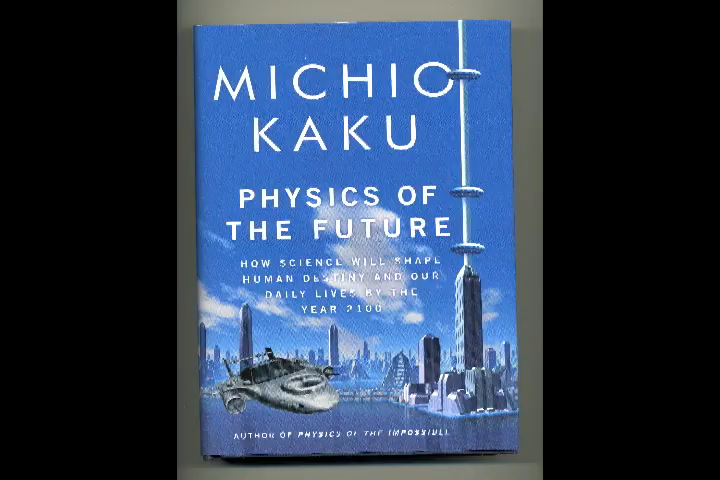 MICHIO
KAKU
PHYSICS OF
THE FUTURE
HOW SCIENCE WILL SHAPE
HUMAN DESTINY AND OUR
DAILY LIVES BY THE
YEAR 2100
AUTHOR OF PHYSICS OF THE IMPOSSIBLE